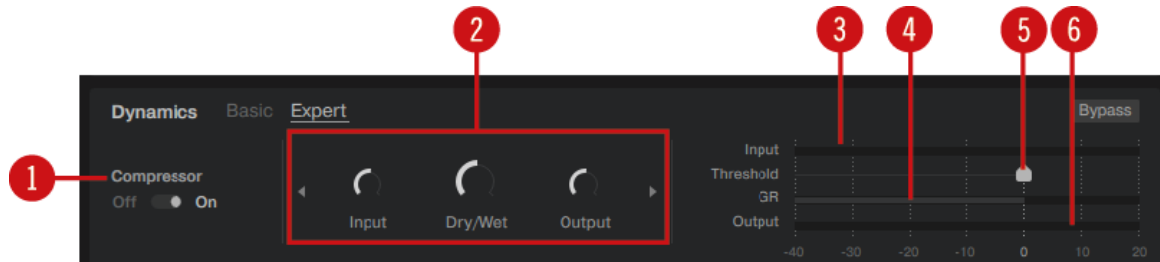 2
3
4
5
6
Dynamics Basic Expert
Bypass
1
Compressor
Off On
Input Dry/Wet Output
Input
Threshold
GR
Output
-40 -30 -20 -10 0 10 20